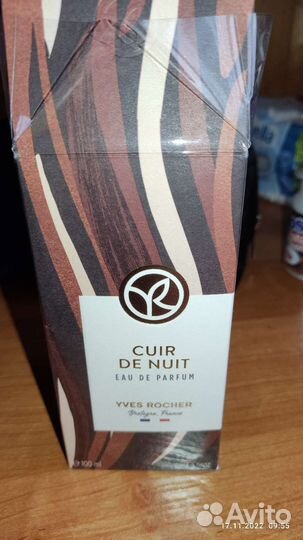 CUIR
DE NUIT
EAU DE PARFUM
YVES ROCHER
Bretagne, France
100 ml
Avito
17.11.2022 09:55